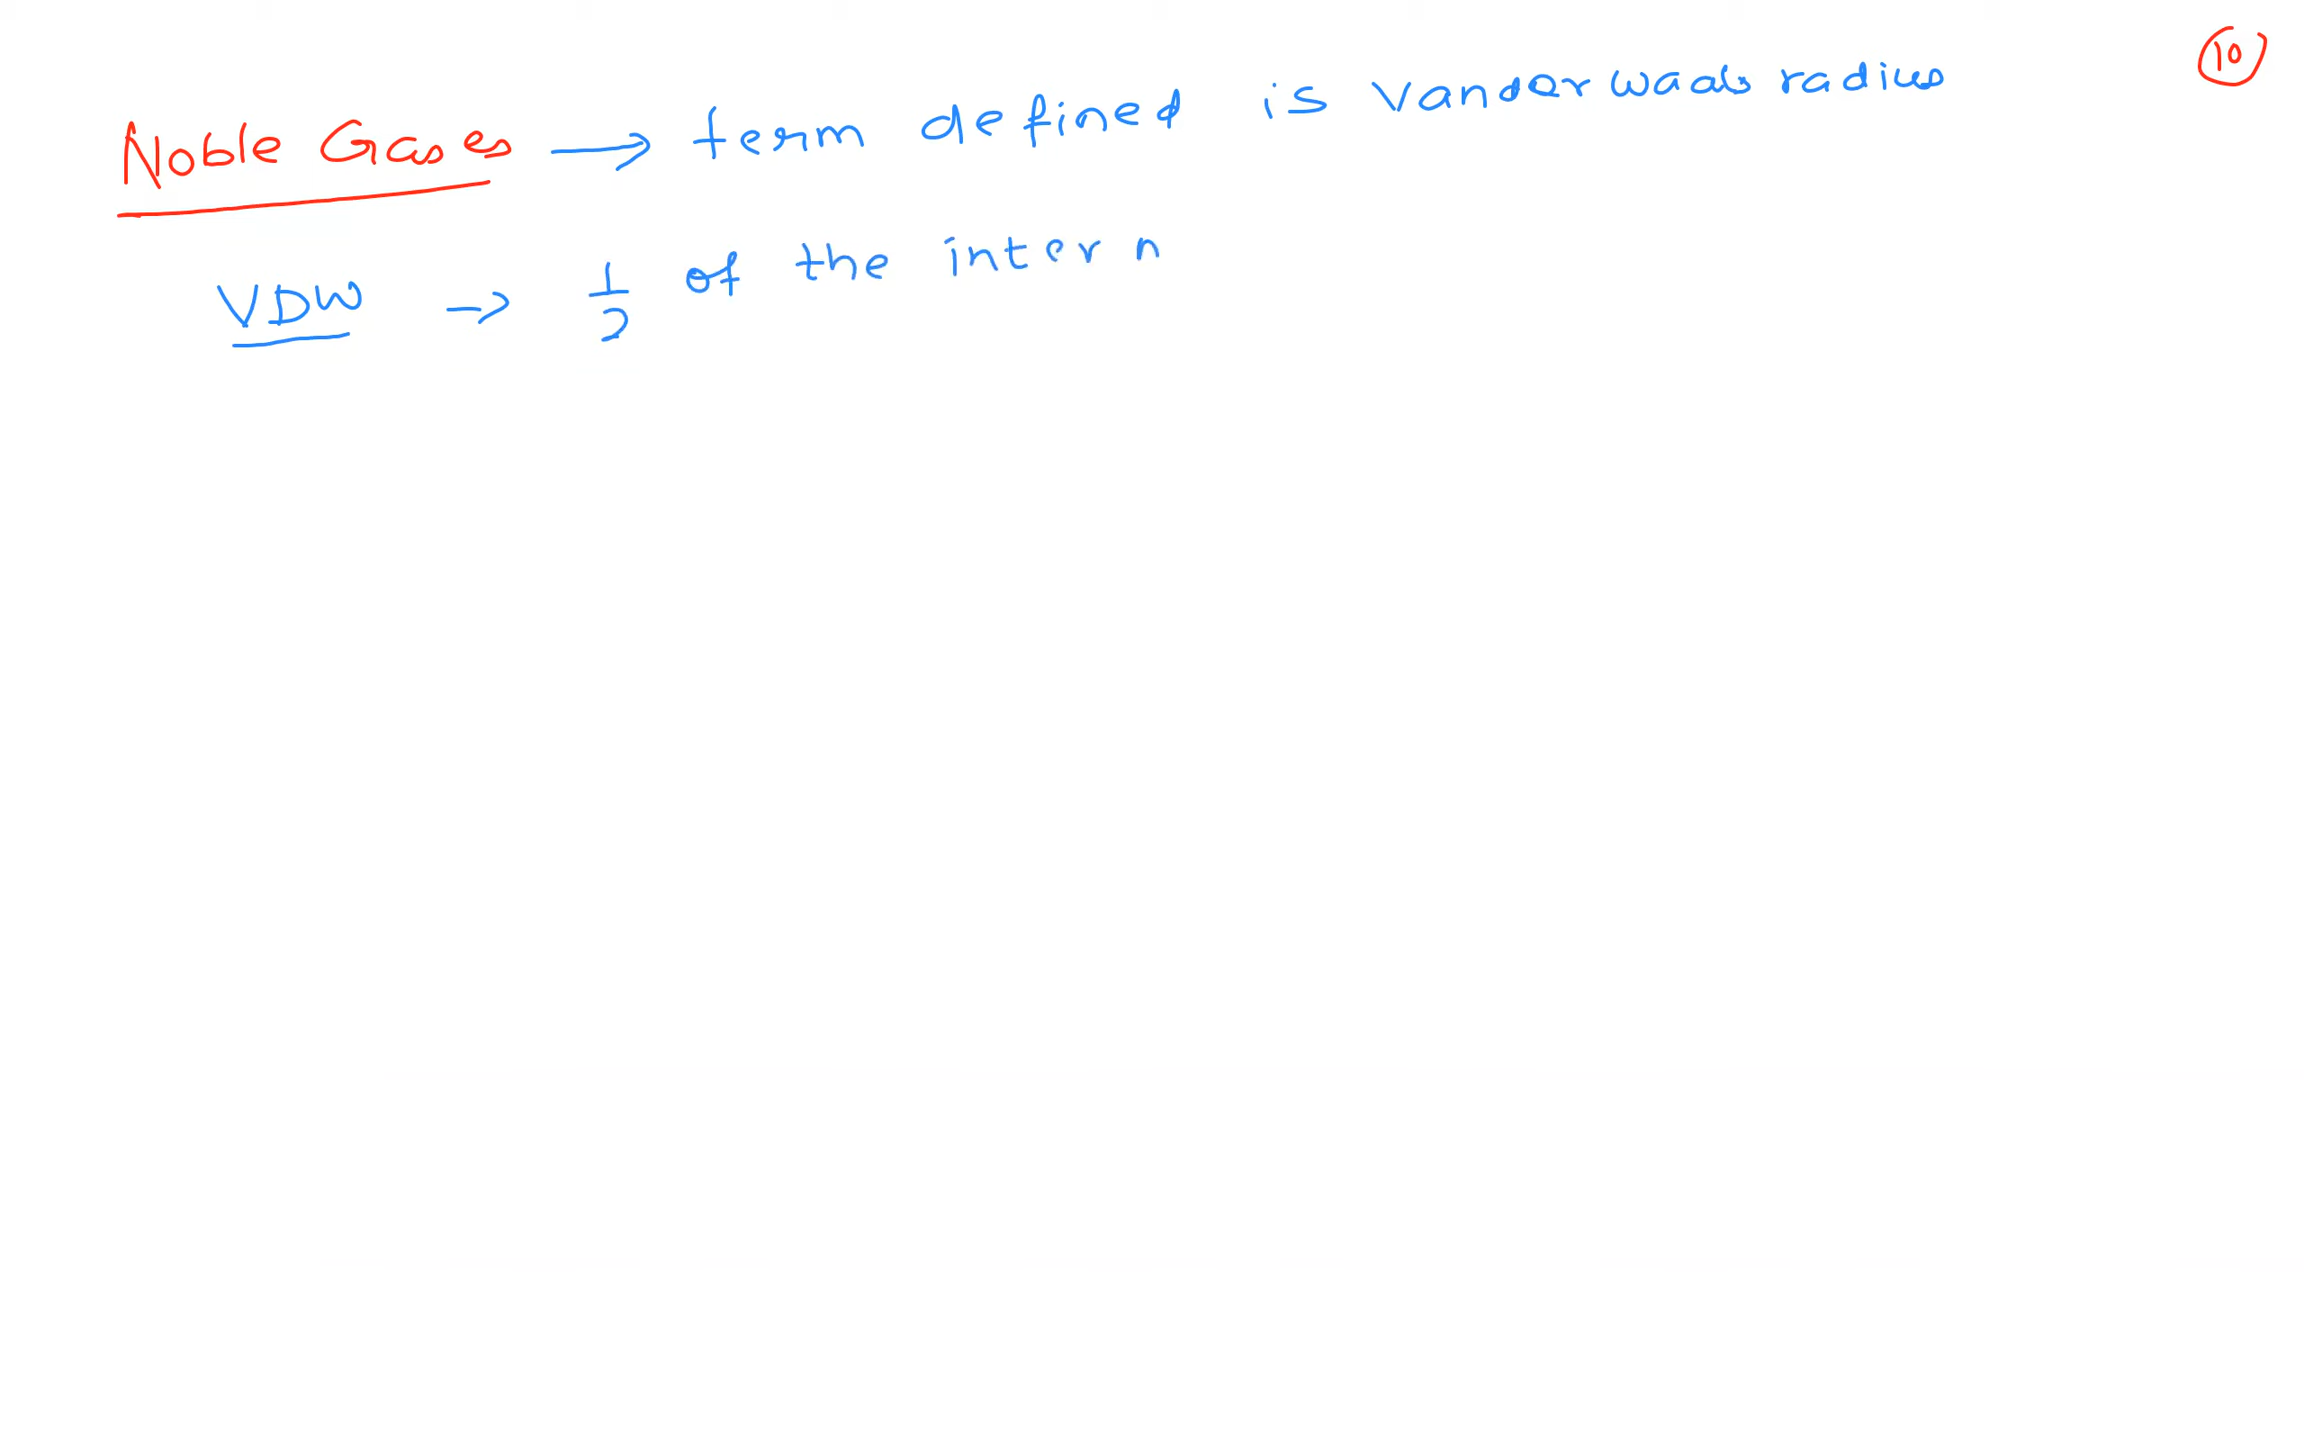 10
Noble Gases → term defined is vanderwaals radius
VDW → 1/2 of the inter n